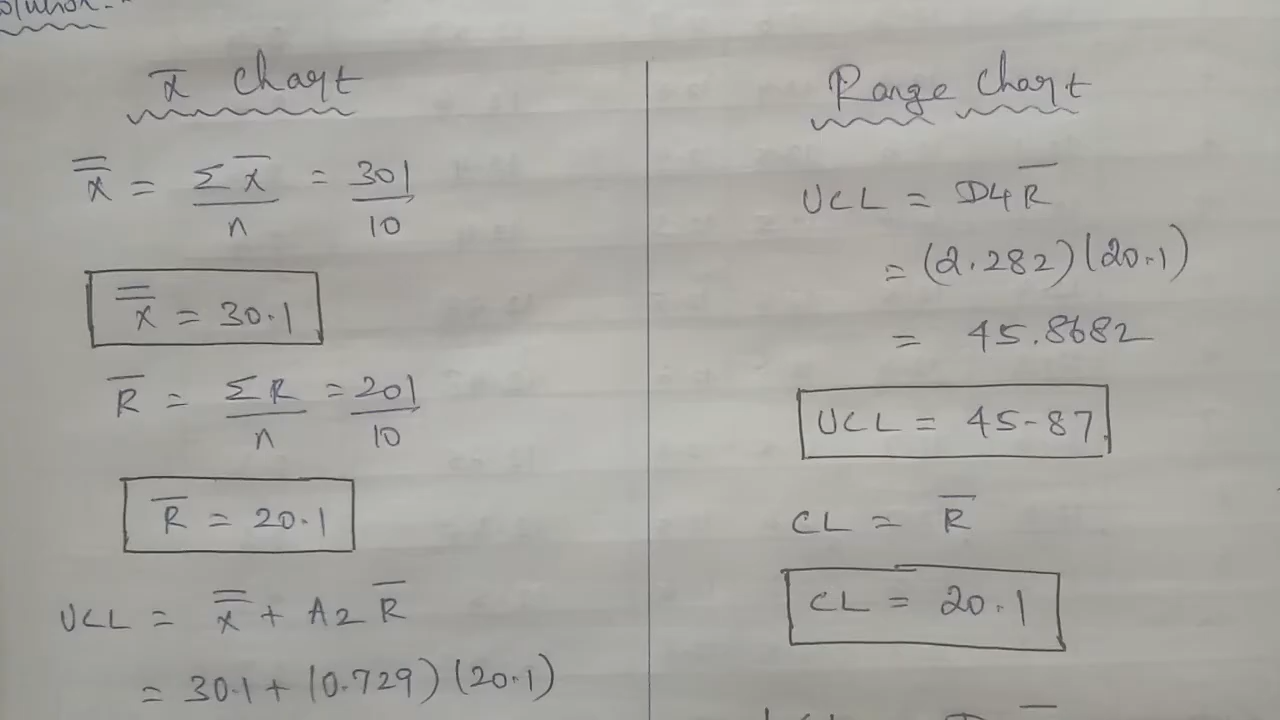 x̄ Chart
x̿ = Σx̄/n = 301/10
x̿ = 30.1
R̄ = ΣR/n = 201/10
R̄ = 20.1
UCL = x̿ + A2 R̄
= 30.1 + (0.729) (20.1)
Range Chart
UCL = D4 R̄
= (2.282) (20.1)
= 45.8682
UCL = 45-87
CL = R̄
CL = 20.1